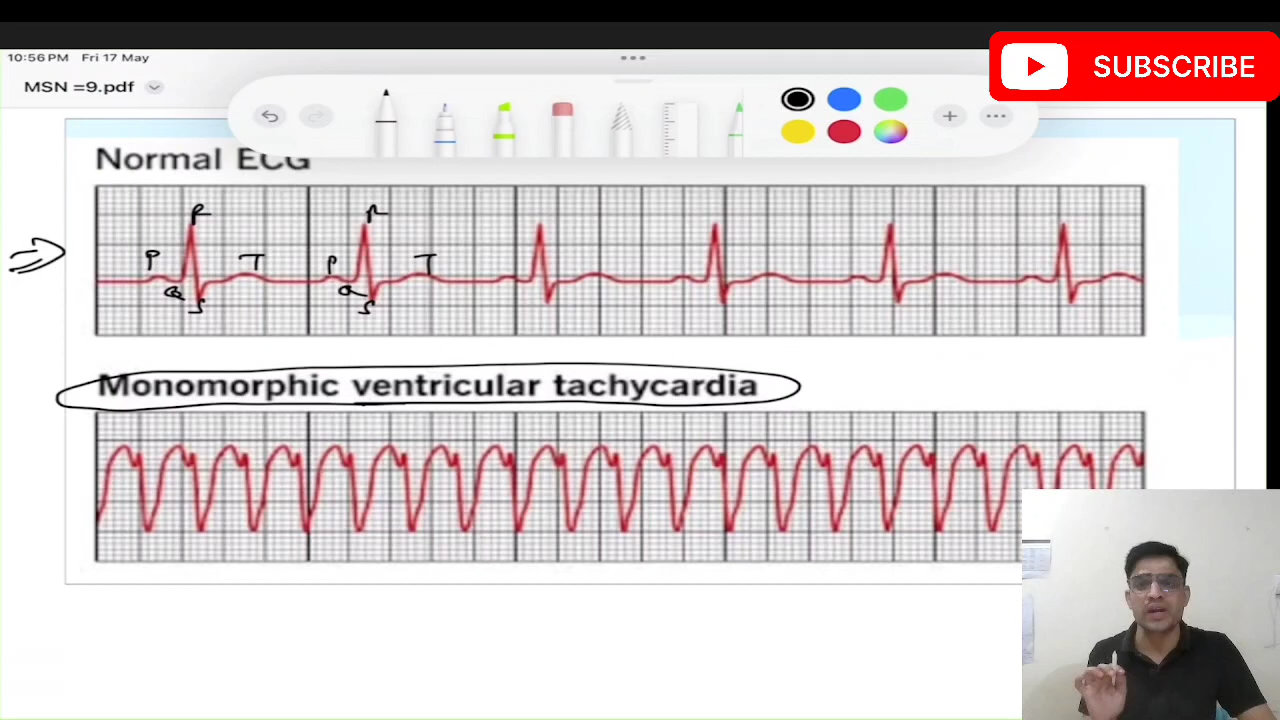 10:56 PM Fri 17 May
SUBSCRIBE
MSN =9.pdf
Normal ECG
R R
P T P T
Q S Q S
Monomorphic ventricular tachycardia